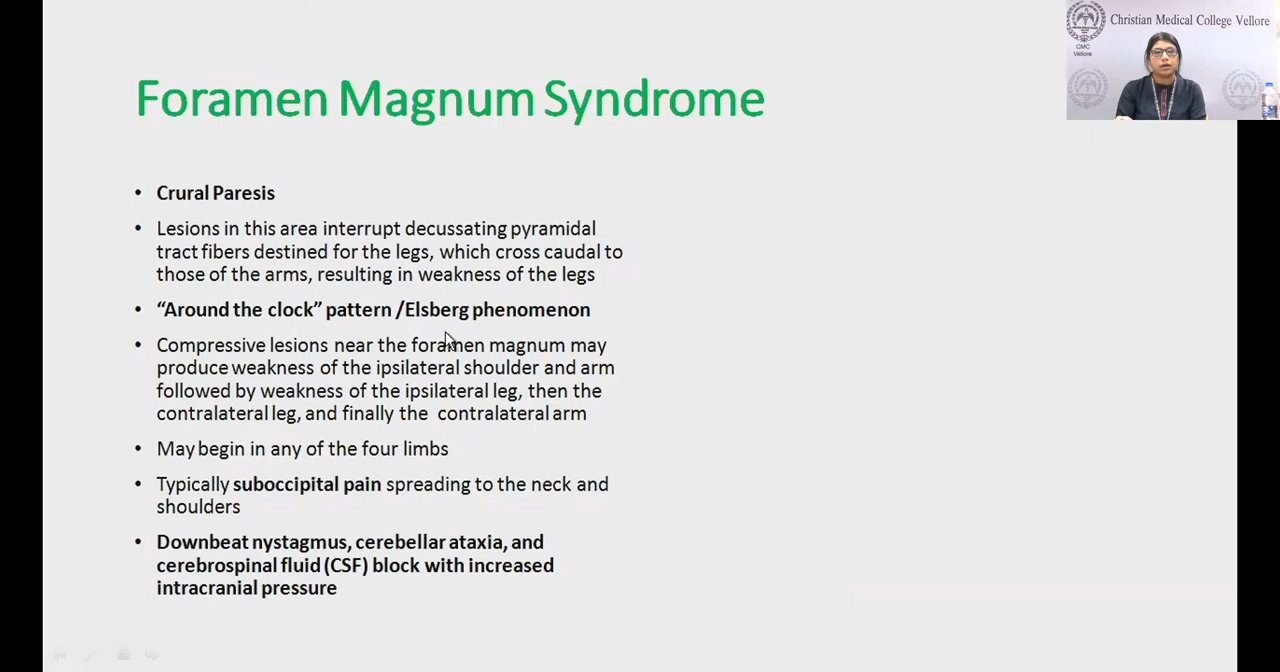 Christian Medical College Vellore
CMC
Vellore
Foramen Magnum Syndrome
• Crural Paresis
• Lesions in this area interrupt decussating pyramidal
tract fibers destined for the legs, which cross caudal to
those of the arms, resulting in weakness of the legs
• “Around the clock” pattern /Elsberg phenomenon
• Compressive lesions near the foramen magnum may
produce weakness of the ipsilateral shoulder and arm
followed by weakness of the ipsilateral leg, then the
contralateral leg, and finally the contralateral arm
• May begin in any of the four limbs
• Typically suboccipital pain spreading to the neck and
shoulders
• Downbeat nystagmus, cerebellar ataxia, and
cerebrospinal fluid (CSF) block with increased
intracranial pressure